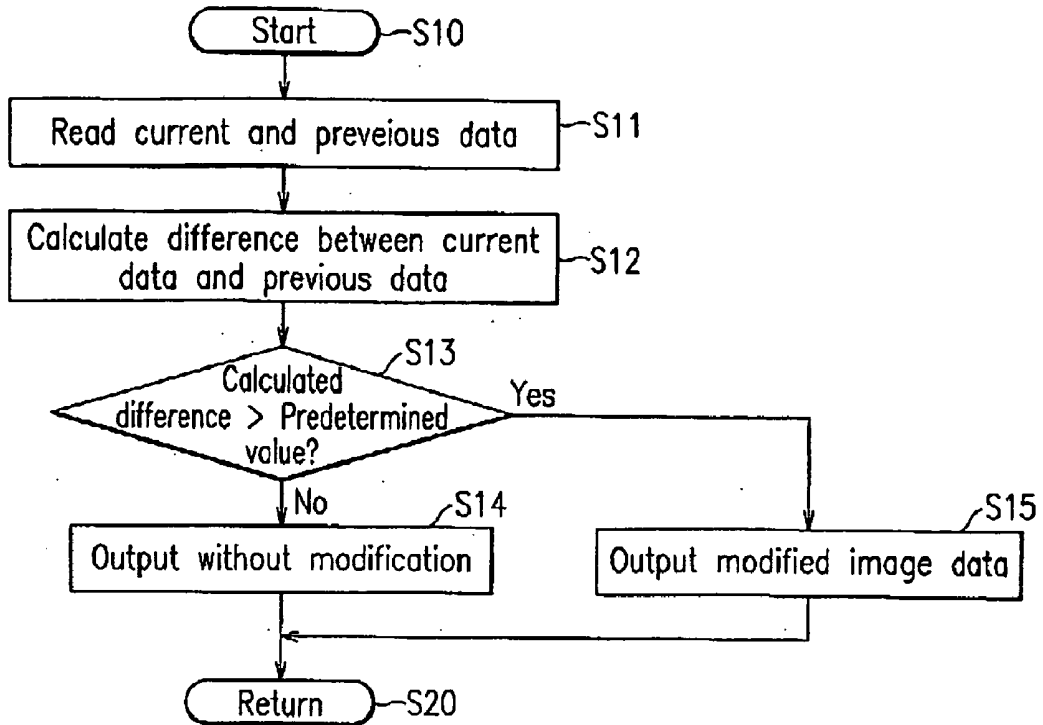 Start
S10
Read current and preveious data
S11
Calculate difference between current
data and previous data
S12
S13
Calculated
difference > Predetermined
value?
Yes
No
S14
S15
Output without modification
Output modified image data
Return
S20